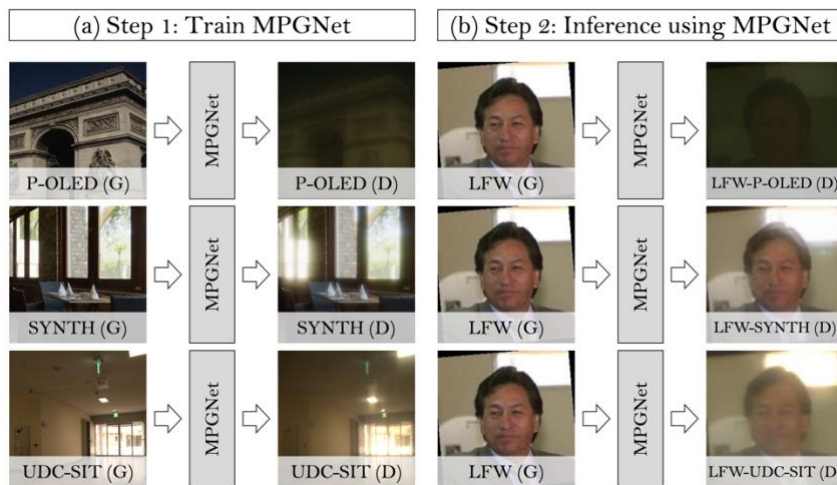 (a) Step 1: Train MPGNet
(b) Step 2: Inference using MPGNet
P-OLED (G)
MPGNet
P-OLED (D)
LFW (G)
MPGNet
LFW-P-OLED (D)
SYNTH (G)
MPGNet
SYNTH (D)
LFW (G)
MPGNet
LFW-SYNTH (D)
UDC-SIT (G)
MPGNet
UDC-SIT (D)
LFW (G)
MPGNet
LFW-UDC-SIT (D)